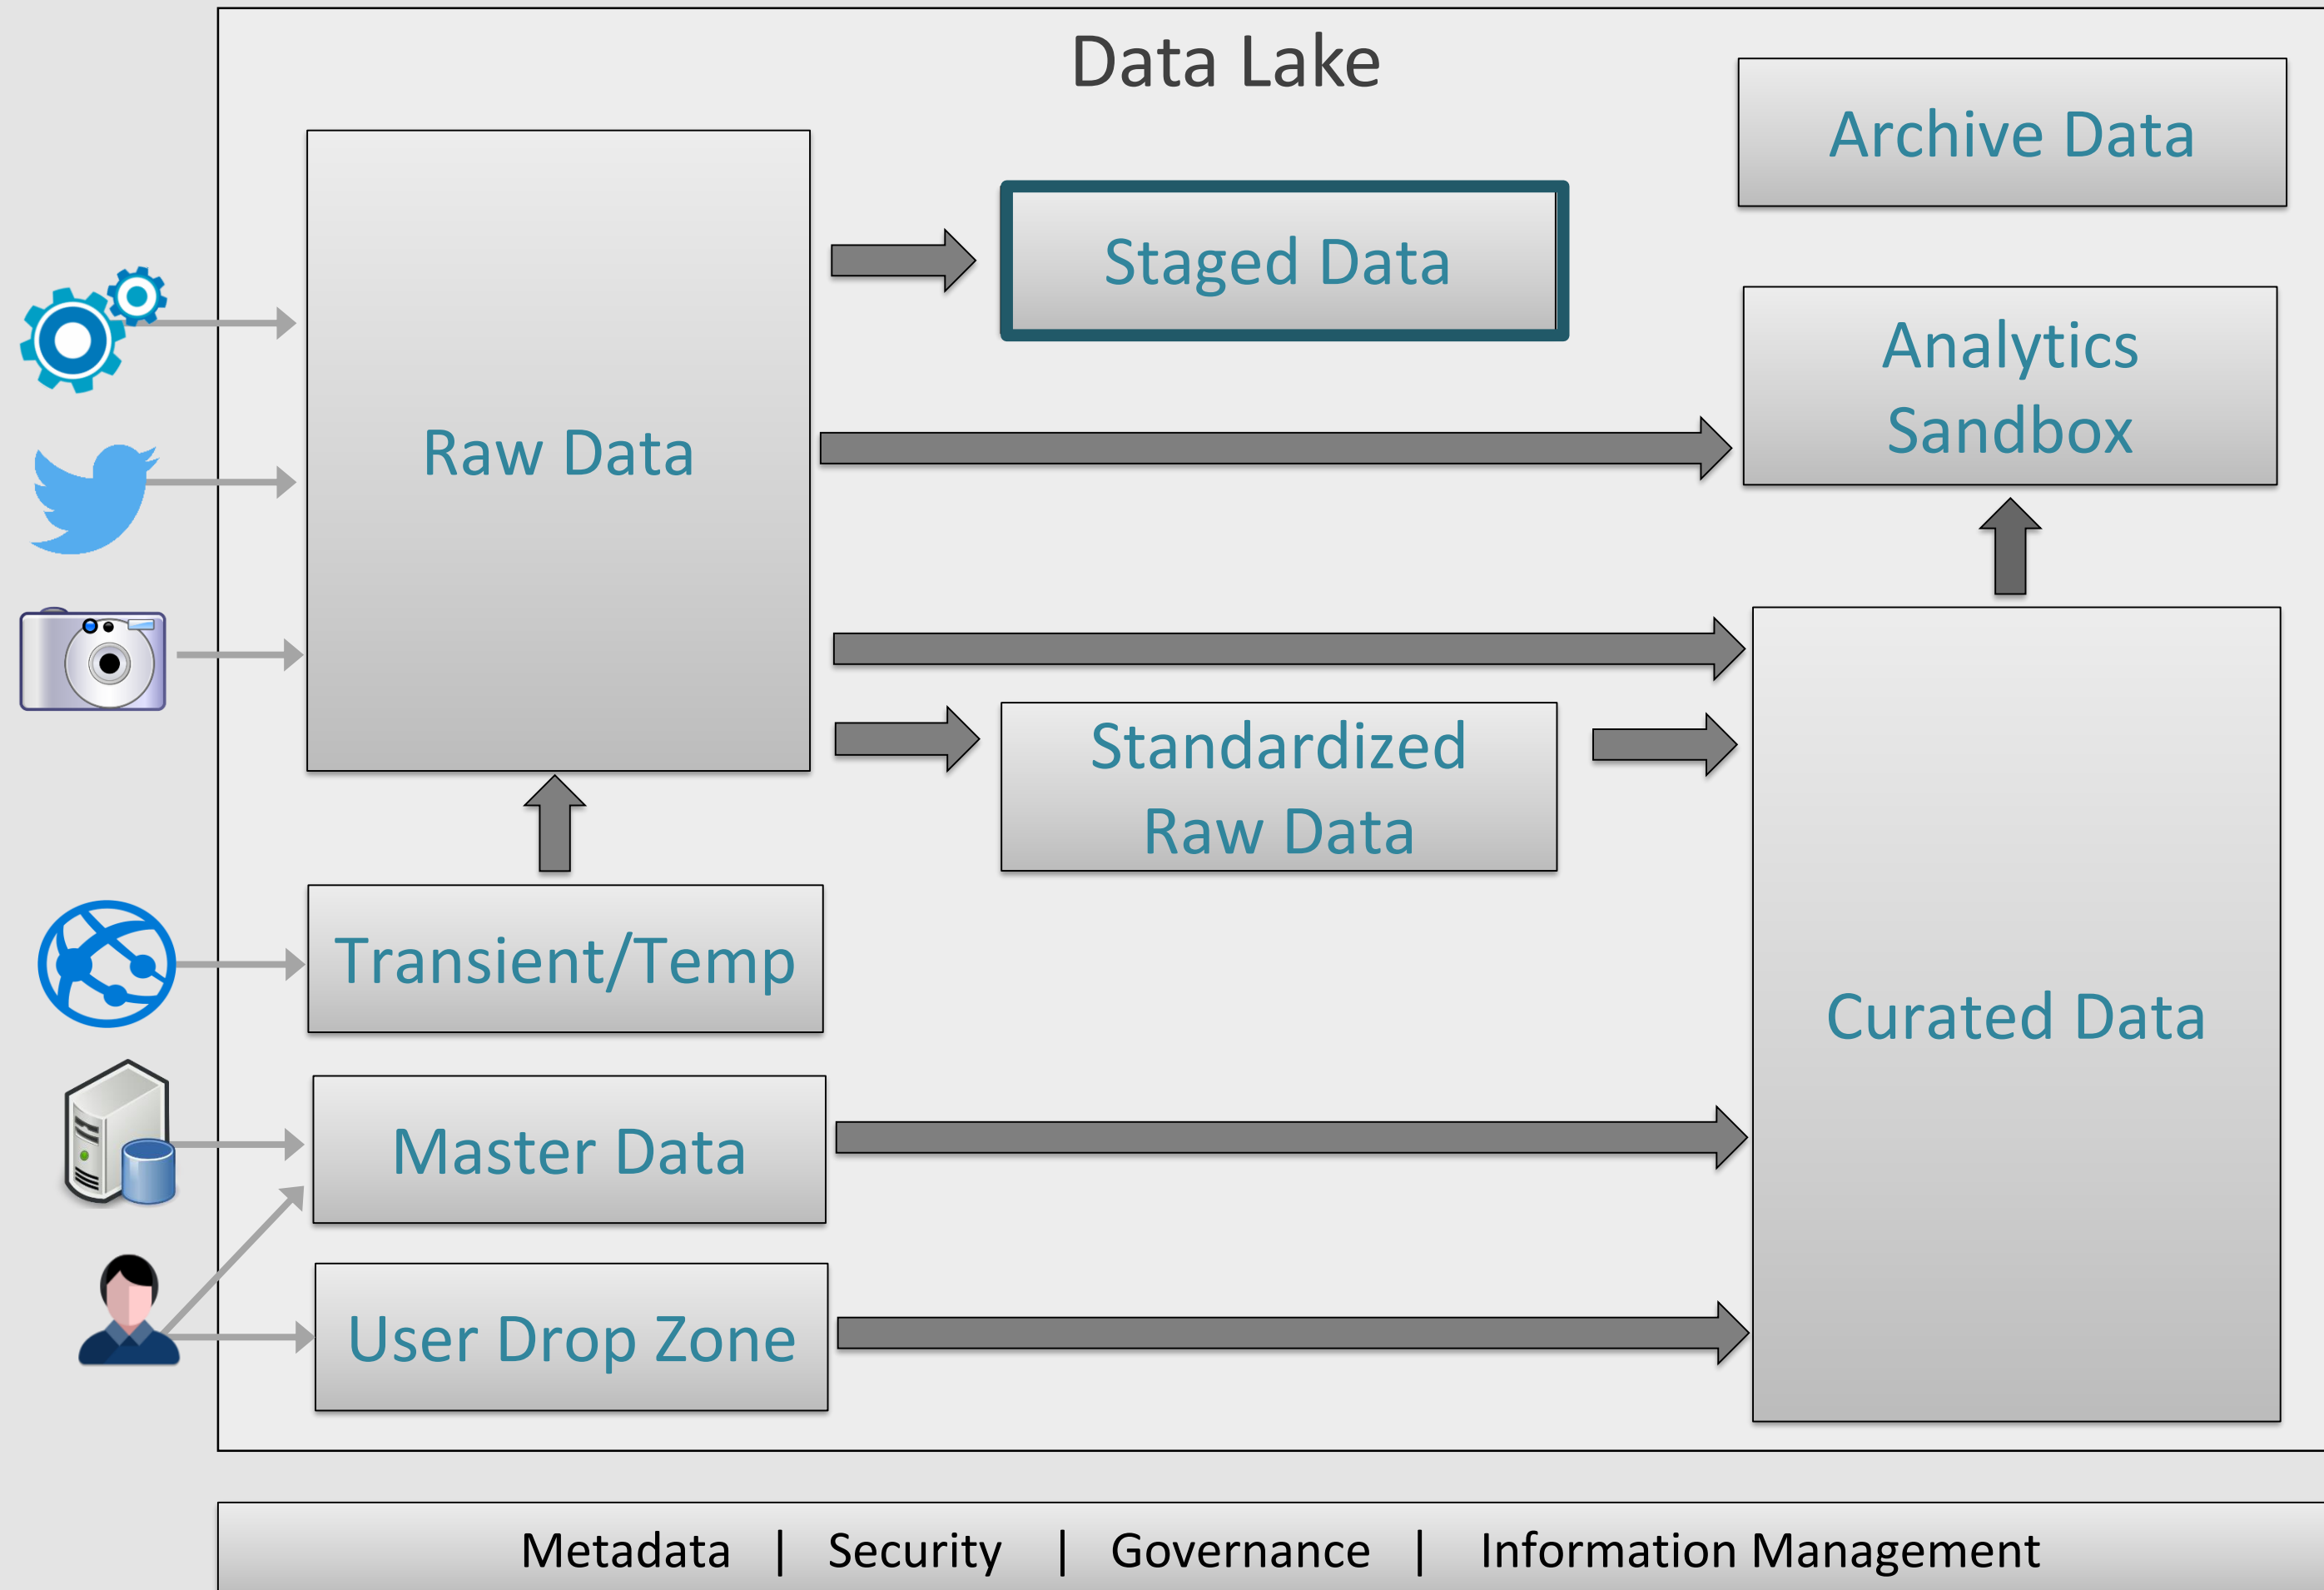 Data Lake
Archive Data
Staged Data
Analytics
Sandbox
Raw Data
Standardized
Raw Data
Transient/Temp
Curated Data
Master Data
User Drop Zone
Metadata | Security | Governance | Information Management